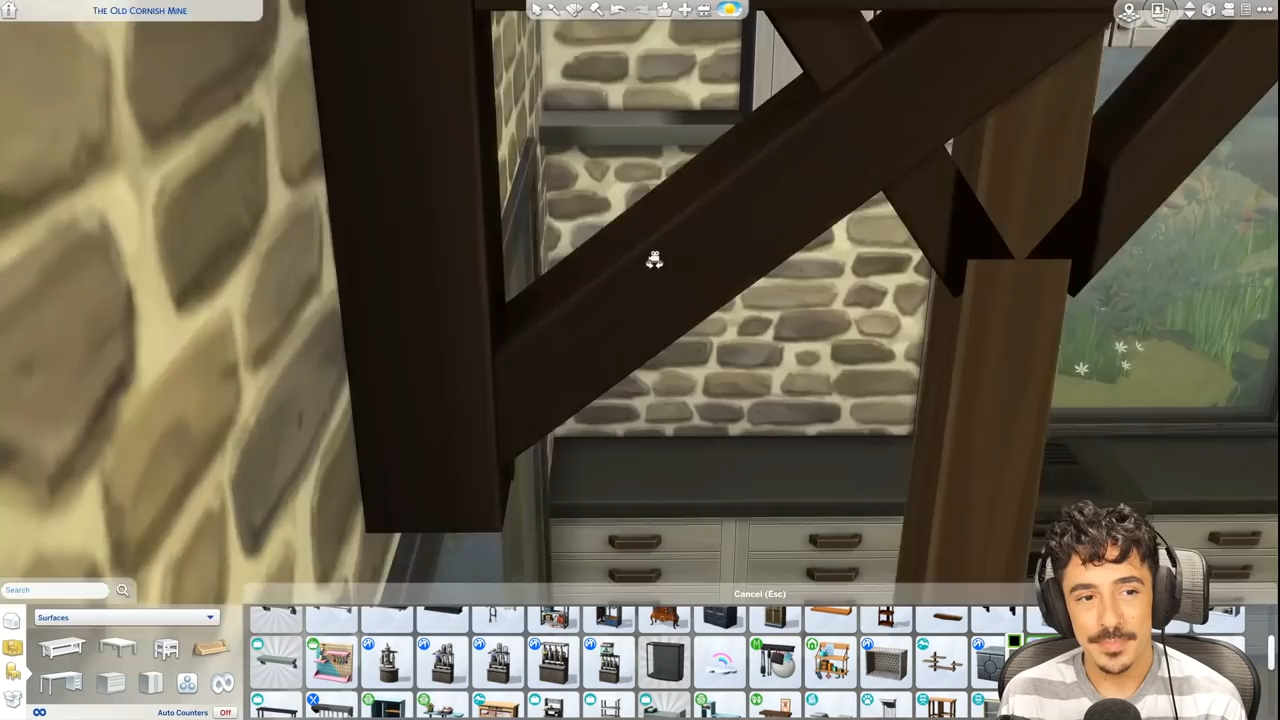 THE OLD CORNISH MINE
Cancel (Esc)
Search
Surfaces
Auto Counters
Off